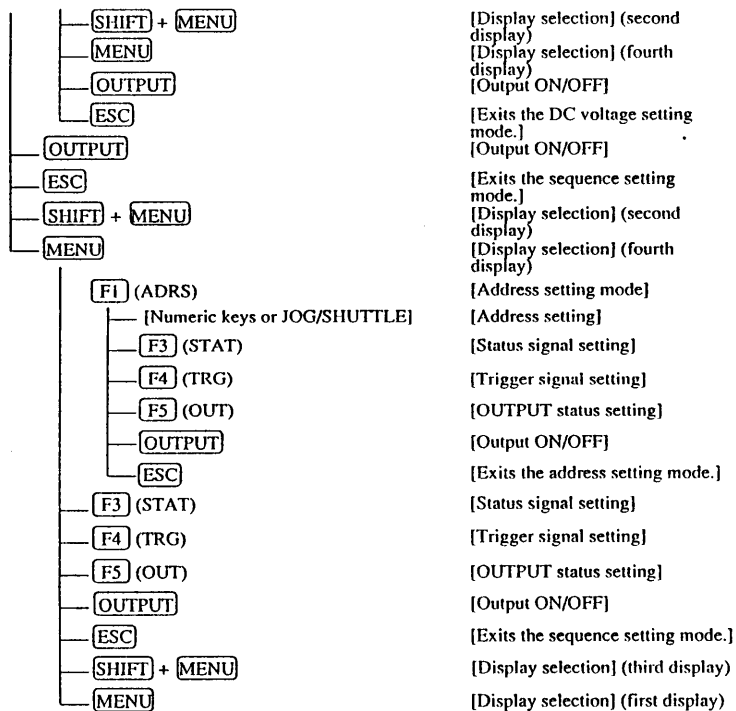 SHIFT + MENU [Display selection] (second
display)
MENU [Display selection] (fourth
display)
OUTPUT [Output ON/OFF]
ESC [Exits the DC voltage setting
mode.]
OUTPUT [Output ON/OFF]
ESC [Exits the sequence setting
mode.]
SHIFT + MENU [Display selection] (second
display)
MENU [Display selection] (fourth
display)
F1 (ADRS) [Address setting mode]
[Numeric keys or JOG/SHUTTLE] [Address setting]
F3 (STAT) [Status signal setting]
F4 (TRG) [Trigger signal setting]
F5 (OUT) [OUTPUT status setting]
OUTPUT [Output ON/OFF]
ESC [Exits the address setting mode.]
F3 (STAT) [Status signal setting]
F4 (TRG) [Trigger signal setting]
F5 (OUT) [OUTPUT status setting]
OUTPUT [Output ON/OFF]
ESC [Exits the sequence setting mode.]
SHIFT + MENU [Display selection] (third display)
MENU [Display selection] (first display)